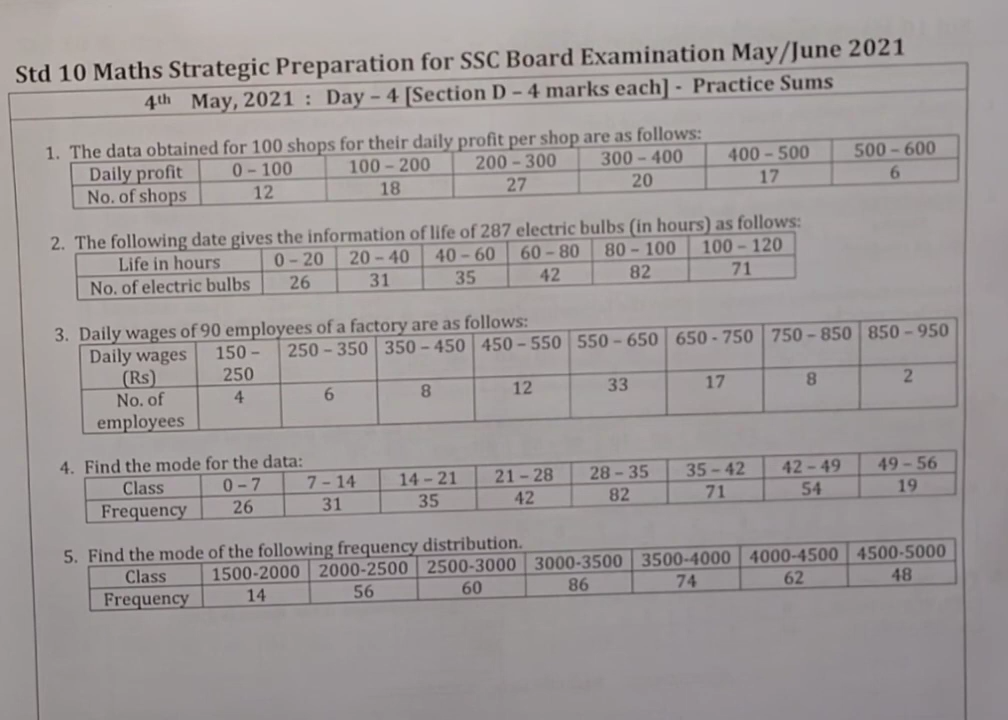 Std 10 Maths Strategic Preparation for SSC Board Examination May/June 2021
4th May, 2021 : Day – 4 [Section D – 4 marks each] - Practice Sums
1. The data obtained for 100 shops for their daily profit per shop are as follows:
Daily profit 0 – 100 100 – 200 200 – 300 300 – 400 400 – 500 500 – 600
No. of shops 12 18 27 20 17 6
2. The following date gives the information of life of 287 electric bulbs (in hours) as follows:
Life in hours 0 – 20 20 – 40 40 – 60 60 – 80 80 – 100 100 – 120
No. of electric bulbs 26 31 35 42 82 71
3. Daily wages of 90 employees of a factory are as follows:
Daily wages 150 – 250 – 350 350 – 450 450 – 550 550 – 650 650 - 750 750 – 850 850 – 950
(Rs) 250
No. of 4 6 8 12 33 17 8 2
employees
4. Find the mode for the data:
Class 0 – 7 7 – 14 14 – 21 21 – 28 28 – 35 35 – 42 42 – 49 49 – 56
Frequency 26 31 35 42 82 71 54 19
5. Find the mode of the following frequency distribution.
Class 1500-2000 2000-2500 2500-3000 3000-3500 3500-4000 4000-4500 4500-5000
Frequency 14 56 60 86 74 62 48